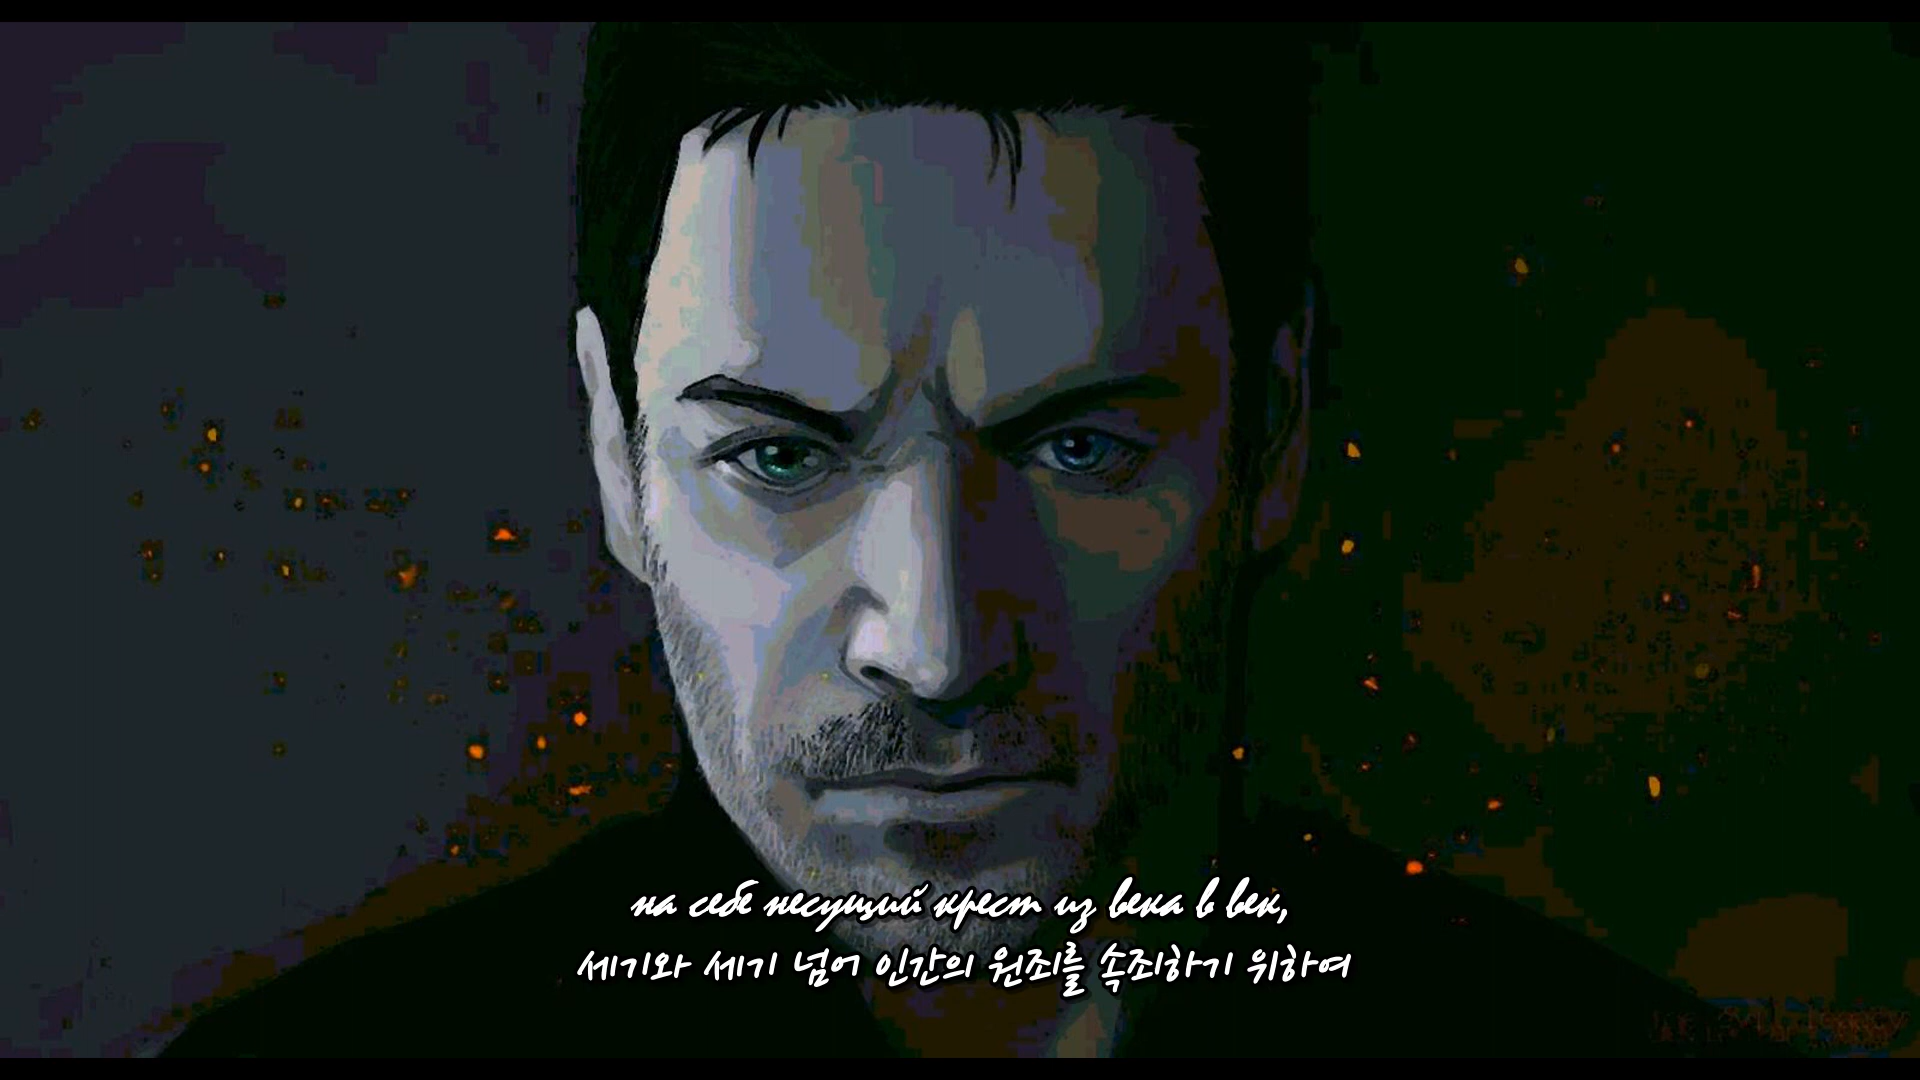 на себе несущий крест из века в век,
세기와 세기 넘어 인간의 원죄를 속죄하기 위하여